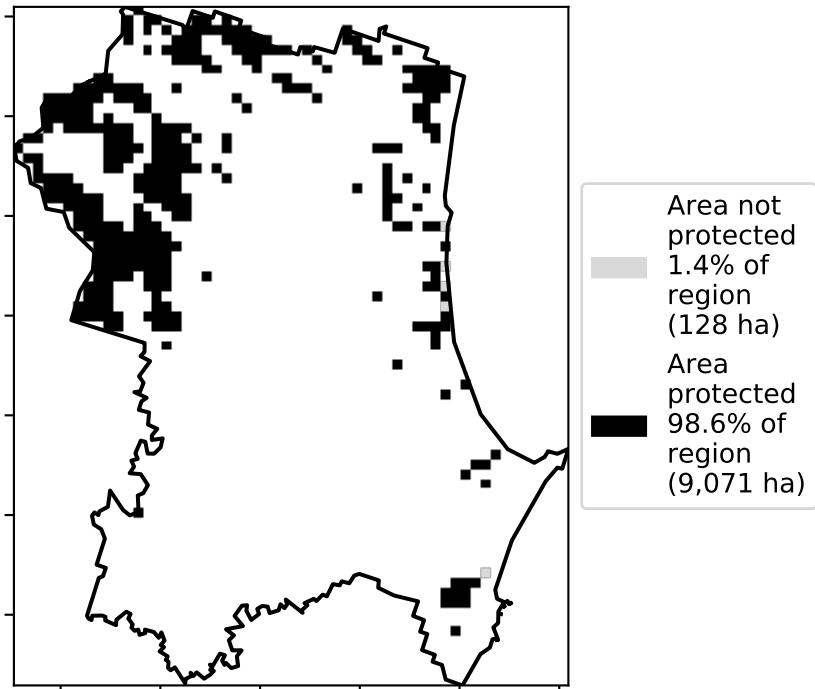 Area not
protected
1.4% of
region
(128 ha)
Area
protected
98.6% of
region
(9,071 ha)